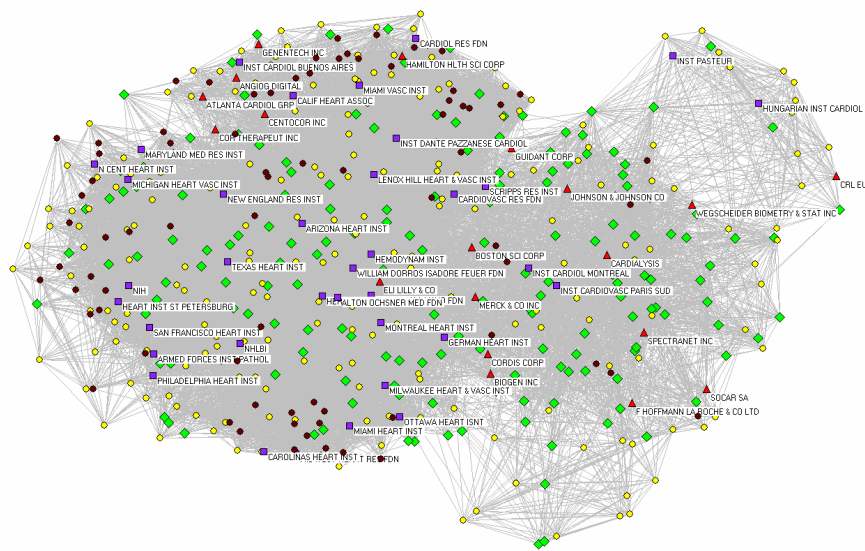 CARDIOL RES FDN
GENENTECH INC
INST PASTEUR
INST CARDIOL BUENOS AIRES
HAMILTON HLTH SCI CORP
ANGIOG DIGITAL
MIAMI VASC INST
CALIF HEART ASSOC
ATLANTA CARDIOL GRP
HUNGARIAN INST CARDIOL
CENTOCOR INC
COR THERAPEUT INC
INST DANTE PAZZANESE CARDIOL
MARYLAND MED RES INST
GUIDANT CORP
N CENT HEART INST
LENOX HILL HEART & VASC INST
CRL EU
MICHIGAN HEART VASC INST
SCRIPPS RES INST
NEW ENGLAND RES INST
CARDIOVASC RES FDN
JOHNSON & JOHNSON CO
WEGSCHEIDER BIOMETRY & STAT INC
ARIZONA HEART INST
BOSTON SCI CORP
HEMODYNAM INST
CARDIALYSIS
TEXAS HEART INST
WILLIAM DORROS ISADORE FEUER FDN
INST CARDIOL MONTREAL
NIH
ELI LILLY & CO
INST CARDIOVASC PARIS SUD
ALTON OCHSNER MED FDN
FDN
HEART INST ST PETERSBURG
MERCK & CO INC
SAN FRANCISCO HEART INST
MONTREAL HEART INST
GERMAN HEART INST
SPECTRANET INC
NHLBI
ARMED FORCES INST PATHOL
CORDIS CORP
PHILADELPHIA HEART INST
BIOGEN INC
MILWAUKEE HEART & VASC INST
SOCAR SA
F HOFFMANN LA ROCHE & CO LTD
OTTAWA HEART ISNT
MIAMI HEART INST
CAROLINAS HEART INST
RES FDN